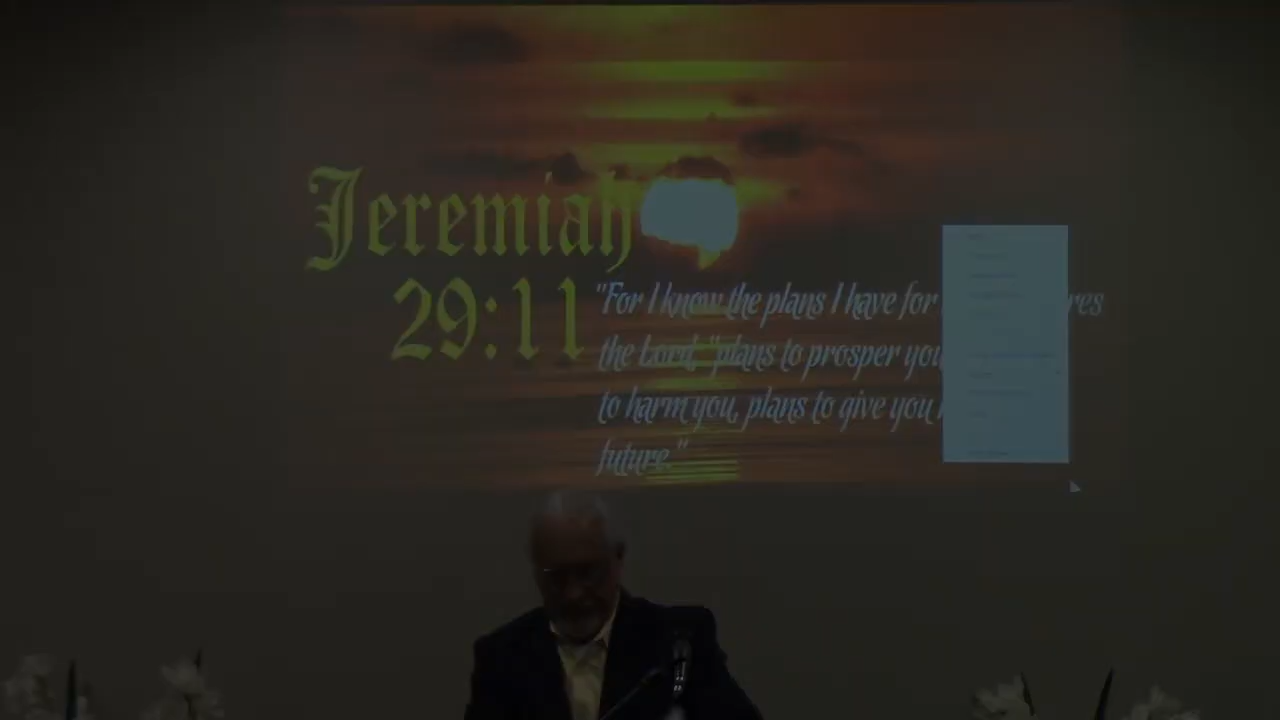 Jeremiah
29:11
"For I know the plans I have for res
the Lord, "plans to prosper you
to harm you, plans to give you
future."